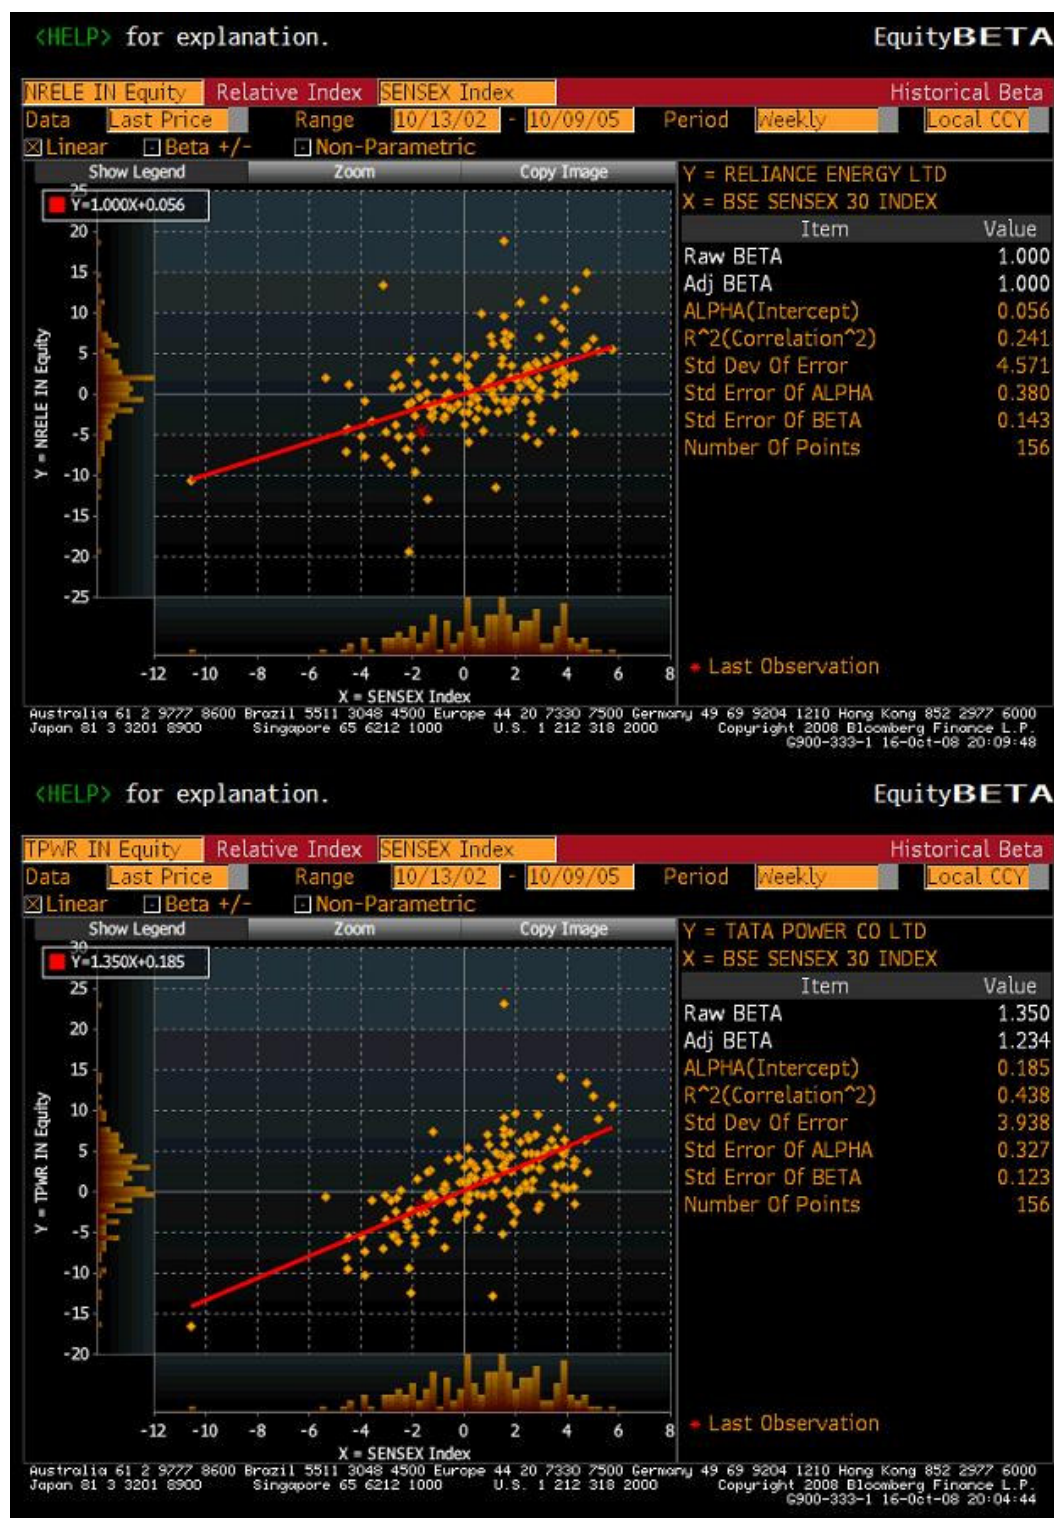 <HELP> for explanation. EquityBETA
NRELE IN Equity Relative Index SENSEX Index Historical Beta
Data Last Price Range 10/13/02 - 10/09/05 Period Weekly Local CCY
Linear Beta +/- Non-Parametric
Show Legend Zoom Copy Image
Y = RELIANCE ENERGY LTD
X = BSE SENSEX 30 INDEX
Item Value
Raw BETA 1.000
Adj BETA 1.000
ALPHA(Intercept) 0.056
R^2(Correlation^2) 0.241
Std Dev Of Error 4.571
Std Error Of ALPHA 0.380
Std Error Of BETA 0.143
Number Of Points 156
Last Observation
Y=1.000X+0.056
25
20
15
10
5
0
-5
-10
-15
-20
-25
Y = NRELE IN Equity
-12 -10 -8 -6 -4 -2 0 2 4 6 8
X = SENSEX Index
Australia 61 2 9777 8600 Brazil 5511 3048 4500 Europe 44 20 7330 7500 Germany 49 69 9204 1210 Hong Kong 852 2977 6000
Japan 81 3 3201 8900 Singapore 65 6212 1000 U.S. 1 212 318 2000 Copyright 2008 Bloomberg Finance L.P.
G900-333-1 16-Oct-08 20:09:48
<HELP> for explanation. EquityBETA
TPWR IN Equity Relative Index SENSEX Index Historical Beta
Data Last Price Range 10/13/02 - 10/09/05 Period Weekly Local CCY
Linear Beta +/- Non-Parametric
Show Legend Zoom Copy Image
Y = TATA POWER CO LTD
X = BSE SENSEX 30 INDEX
Item Value
Raw BETA 1.350
Adj BETA 1.234
ALPHA(Intercept) 0.185
R^2(Correlation^2) 0.438
Std Dev Of Error 3.938
Std Error Of ALPHA 0.327
Std Error Of BETA 0.123
Number Of Points 156
Last Observation
Y=1.350X+0.185
30
25
20
15
10
5
0
-5
-10
-15
-20
Y = TPWR IN Equity
-12 -10 -8 -6 -4 -2 0 2 4 6 8
X = SENSEX Index
Australia 61 2 9777 8600 Brazil 5511 3048 4500 Europe 44 20 7330 7500 Germany 49 69 9204 1210 Hong Kong 852 2977 6000
Japan 81 3 3201 8900 Singapore 65 6212 1000 U.S. 1 212 318 2000 Copyright 2008 Bloomberg Finance L.P.
G900-333-1 16-Oct-08 20:04:44